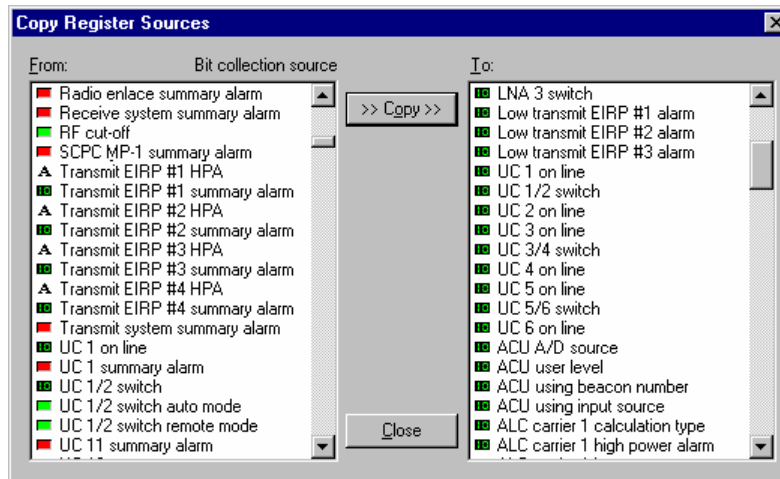 Copy Register Sources
From: Bit collection source
Radio enlace summary alarm
Receive system summary alarm
RF cut-off
SCPC MP-1 summary alarm
A Transmit EIRP #1 HPA
Transmit EIRP #1 summary alarm
A Transmit EIRP #2 HPA
Transmit EIRP #2 summary alarm
A Transmit EIRP #3 HPA
Transmit EIRP #3 summary alarm
A Transmit EIRP #4 HPA
Transmit EIRP #4 summary alarm
Transmit system summary alarm
UC 1 on line
UC 1 summary alarm
UC 1/2 switch
UC 1/2 switch auto mode
UC 1/2 switch remote mode
UC 11 summary alarm
>> Copy >>
Close
To:
LNA 3 switch
Low transmit EIRP #1 alarm
Low transmit EIRP #2 alarm
Low transmit EIRP #3 alarm
UC 1 on line
UC 1/2 switch
UC 2 on line
UC 3 on line
UC 3/4 switch
UC 4 on line
UC 5 on line
UC 5/6 switch
UC 6 on line
ACU A/D source
ACU user level
ACU using beacon number
ACU using input source
ALC carrier 1 calculation type
ALC carrier 1 high power alarm